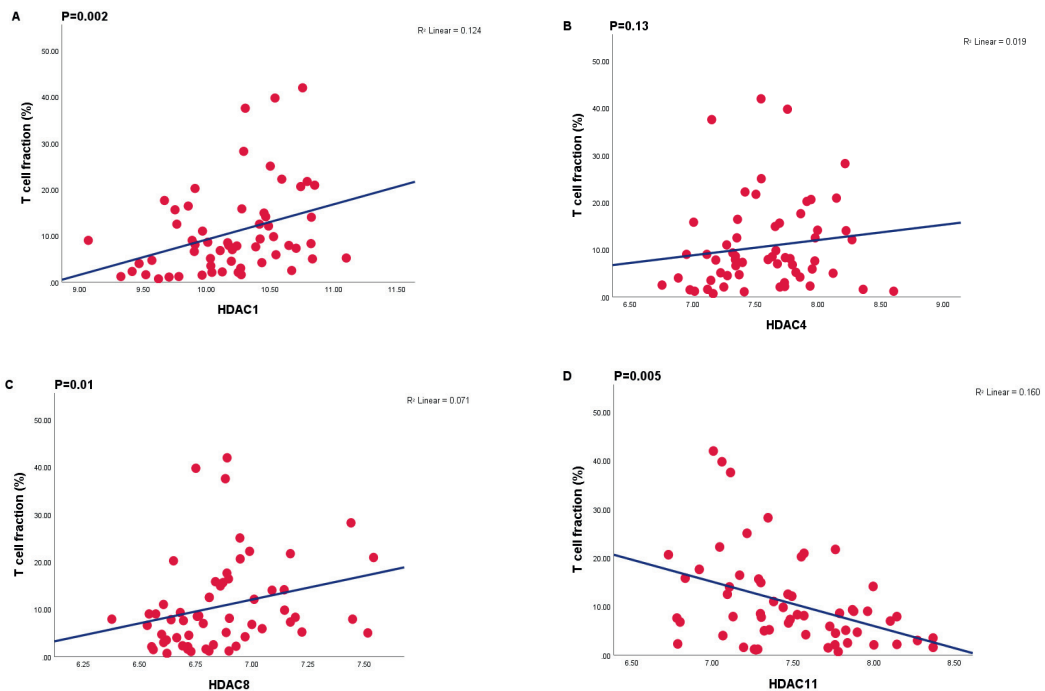 A
P=0.002
R² Linear = 0.124
T cell fraction (%)
50.00
40.00
30.00
20.00
10.00
.00
9.00 9.50 10.00 10.50 11.00 11.50
HDAC1
B
P=0.13
R² Linear = 0.019
T cell fraction (%)
50.00
40.00
30.00
20.00
10.00
.00
6.50 7.00 7.50 8.00 8.50 9.00
HDAC4
C
P=0.01
R² Linear = 0.071
T cell fraction (%)
50.00
40.00
30.00
20.00
10.00
.00
6.25 6.50 6.75 7.00 7.25 7.50
HDAC8
D
P=0.005
R² Linear = 0.160
T cell fraction (%)
50.00
40.00
30.00
20.00
10.00
.00
6.50 7.00 7.50 8.00 8.50
HDAC11